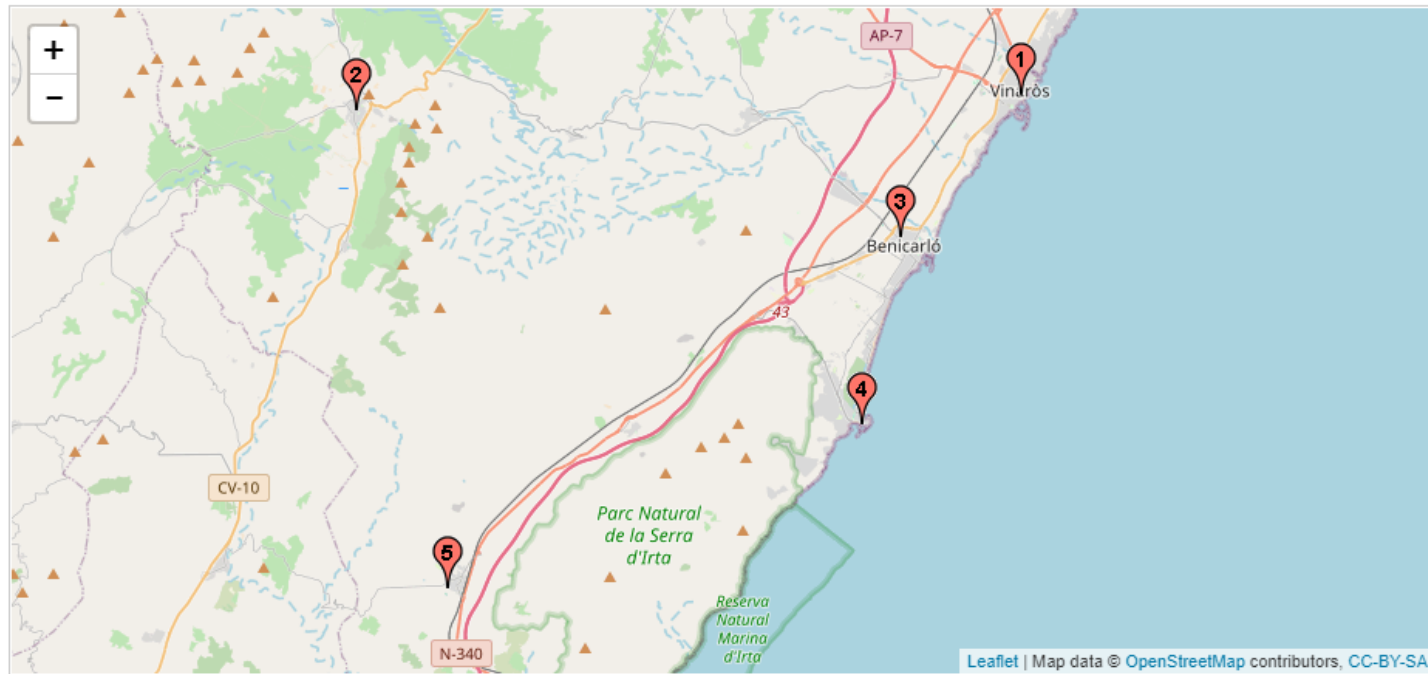 +
−
AP-7
1
Vinaròs
2
3
Benicarló
43
4
CV-10
Parc Natural
de la Serra
d'Irta
5
Reserva
Natural
Marina
d'Irta
N-340
Leaflet | Map data © OpenStreetMap contributors, CC-BY-SA